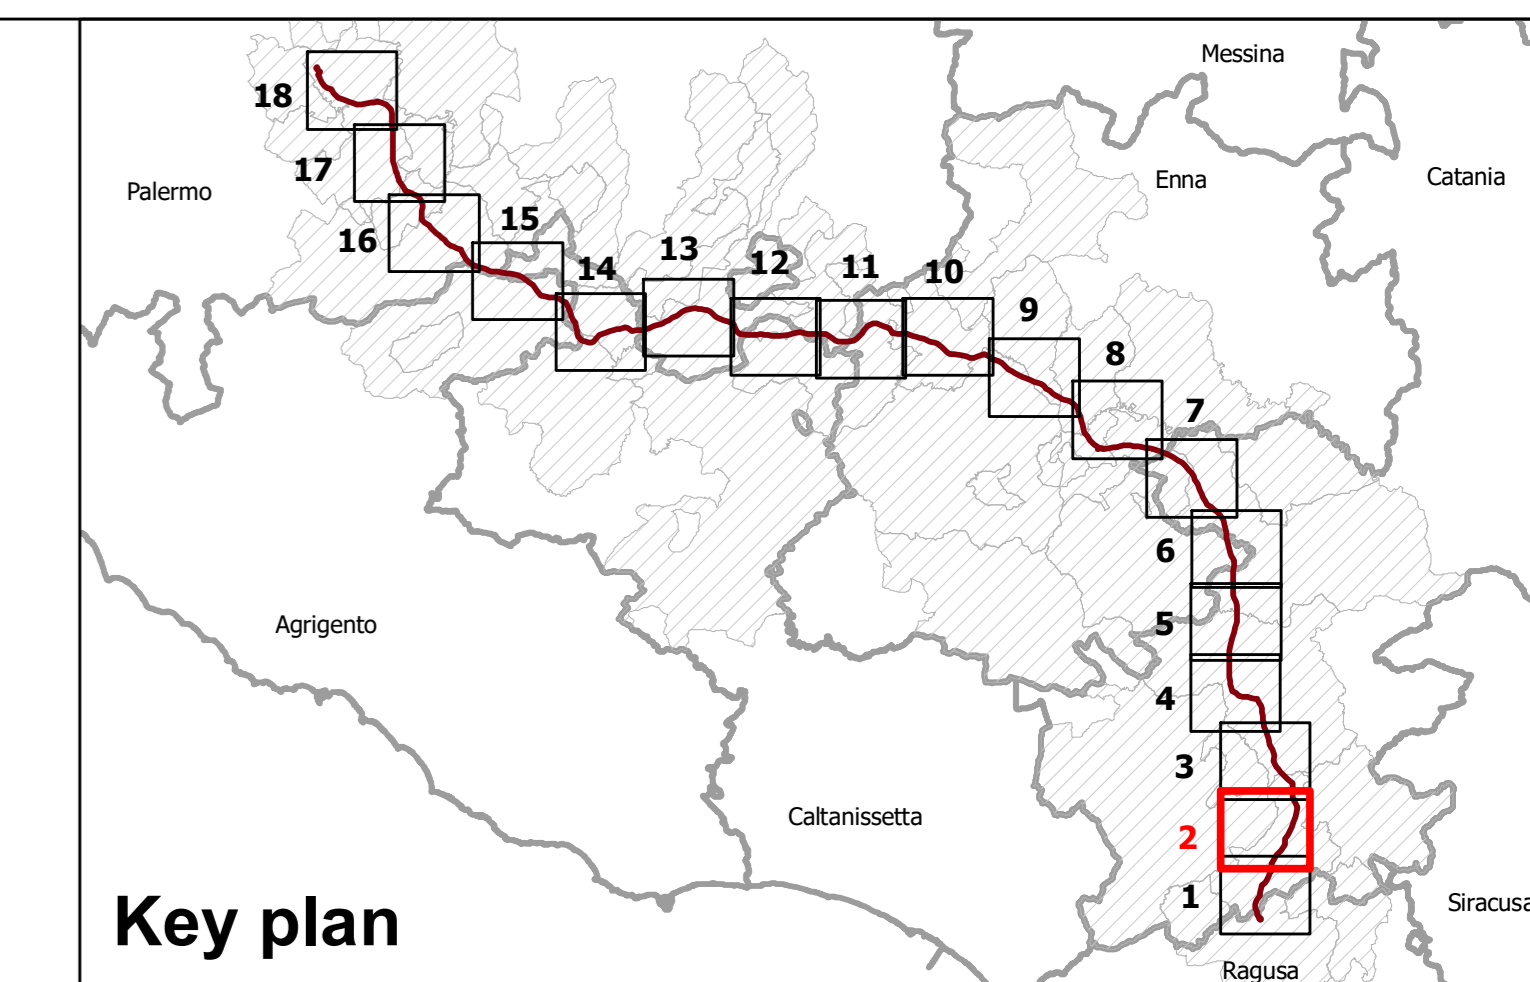 Messina
18
17
Palermo
Enna
Catania
16
15
14
13
12
11
10
9
8
7
6
5
Agrigento
4
3
Caltanissetta
2
1
Siracusa
Key plan
Ragusa